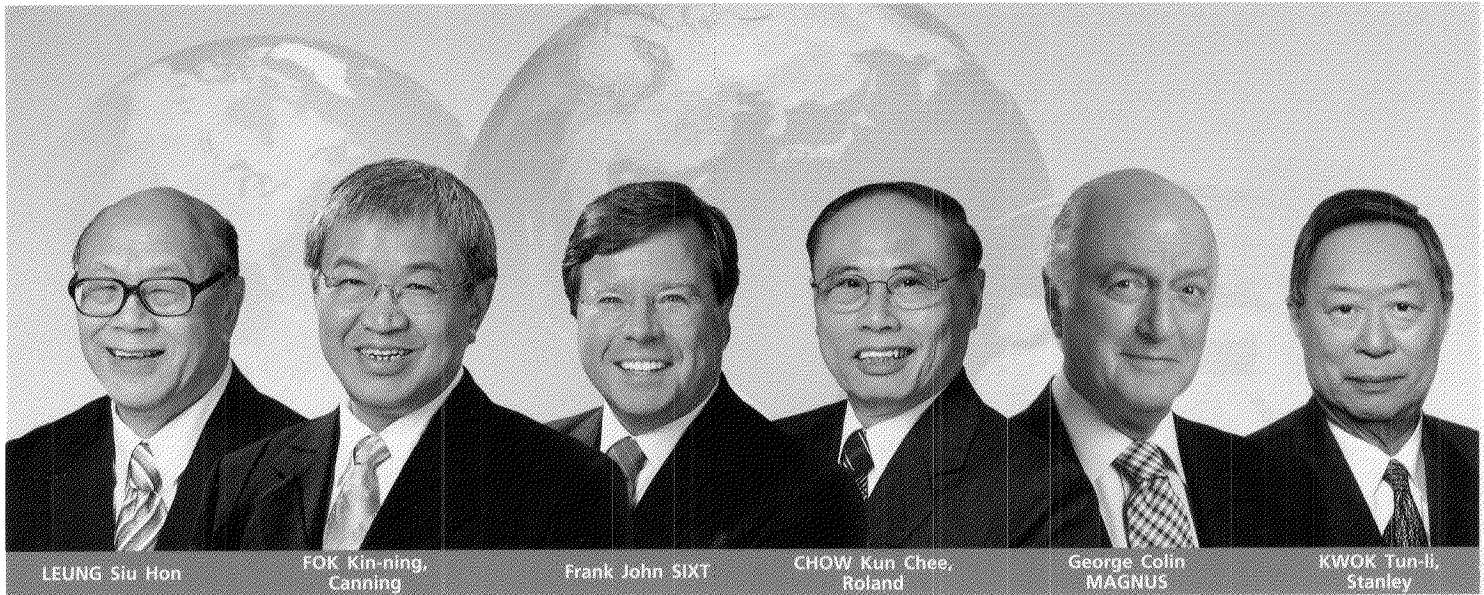 LEUNG Siu Hon
FOK Kin-ning,
Canning
Frank John SIXT
CHOW Kun Chee,
Roland
George Colin
MAGNUS
KWOK Tun-li,
Stanley